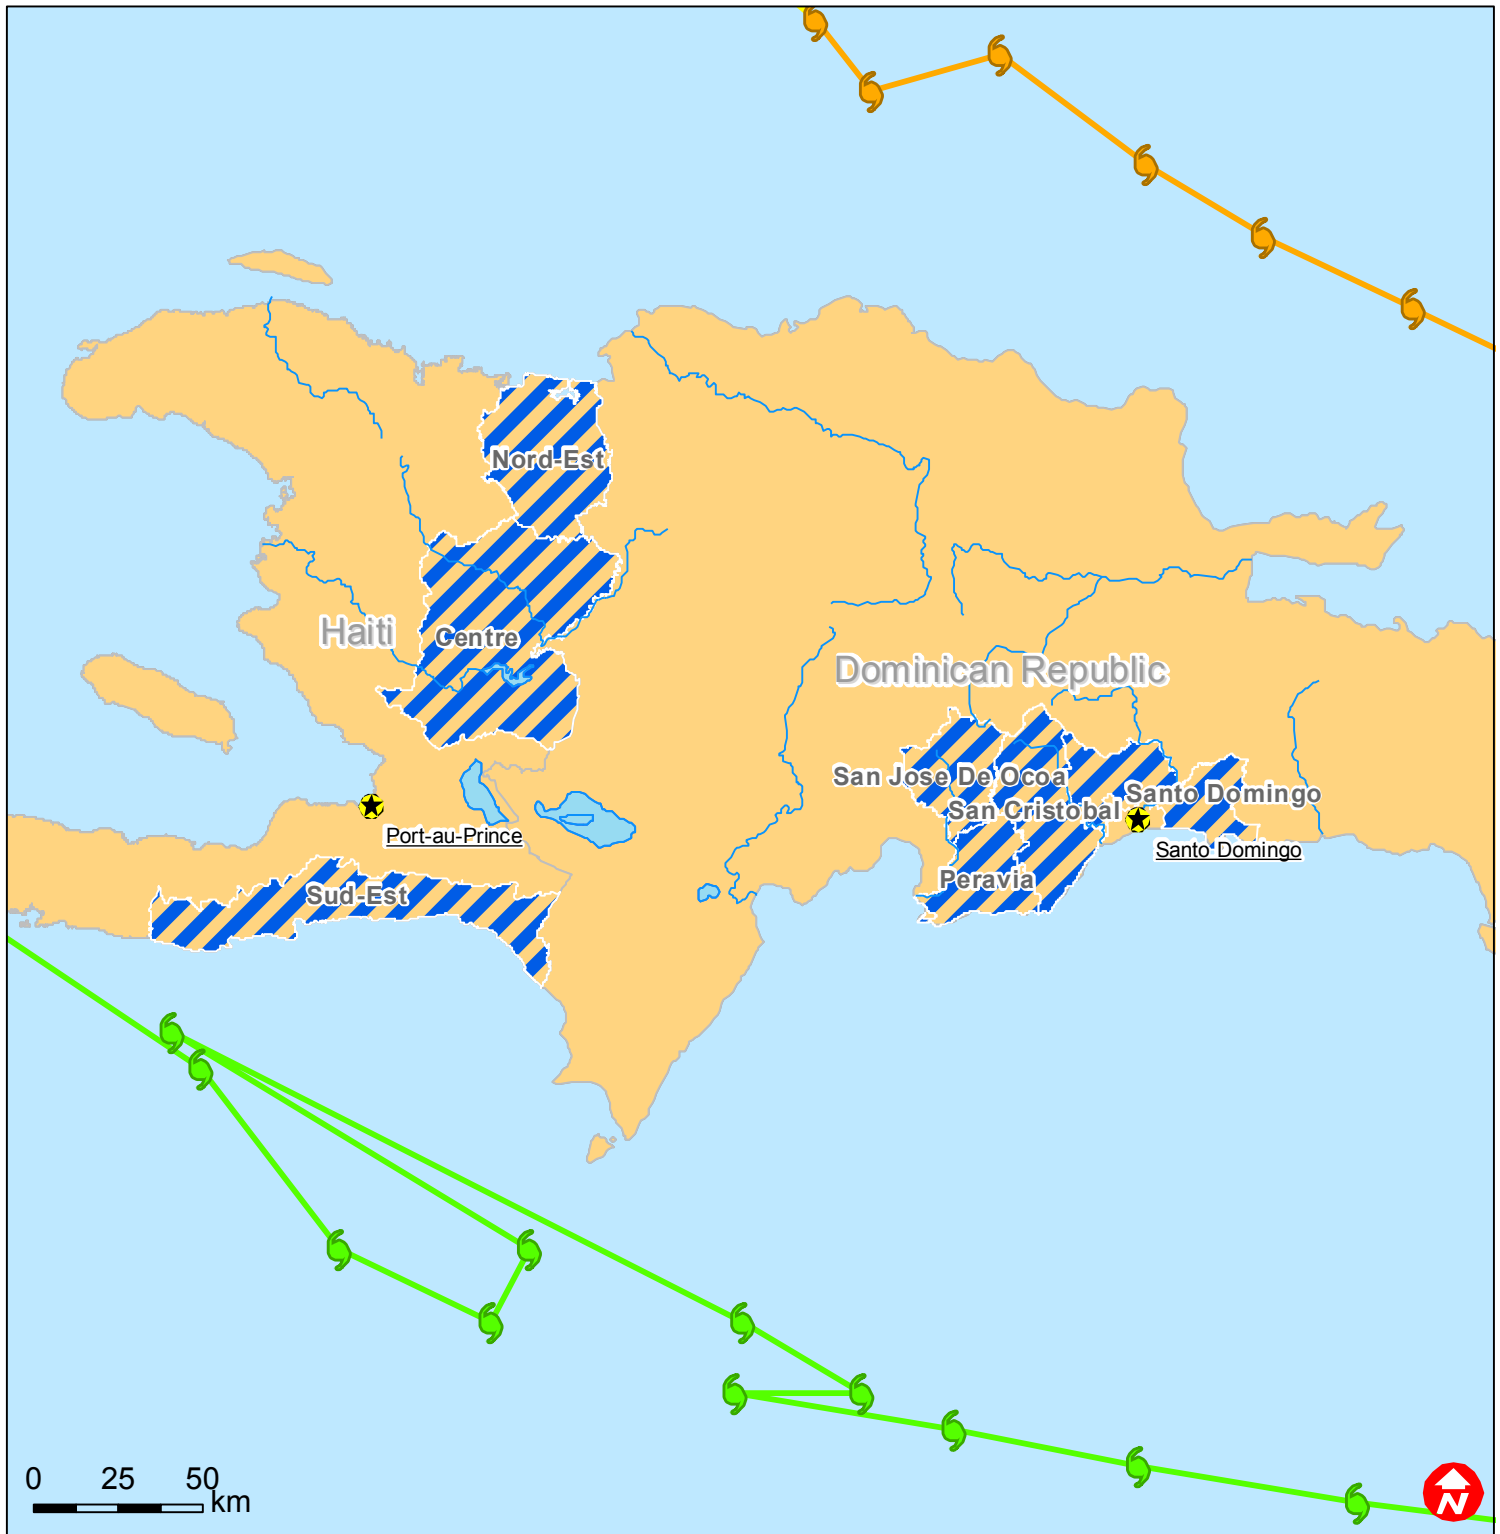 Nord-Est
Haiti
Centre
Dominican Republic
San Jose De Ocoa
Santo Domingo
San Cristobal
Port-au-Prince
Santo Domingo
Peravia
Sud-Est
0 25 50
km
N